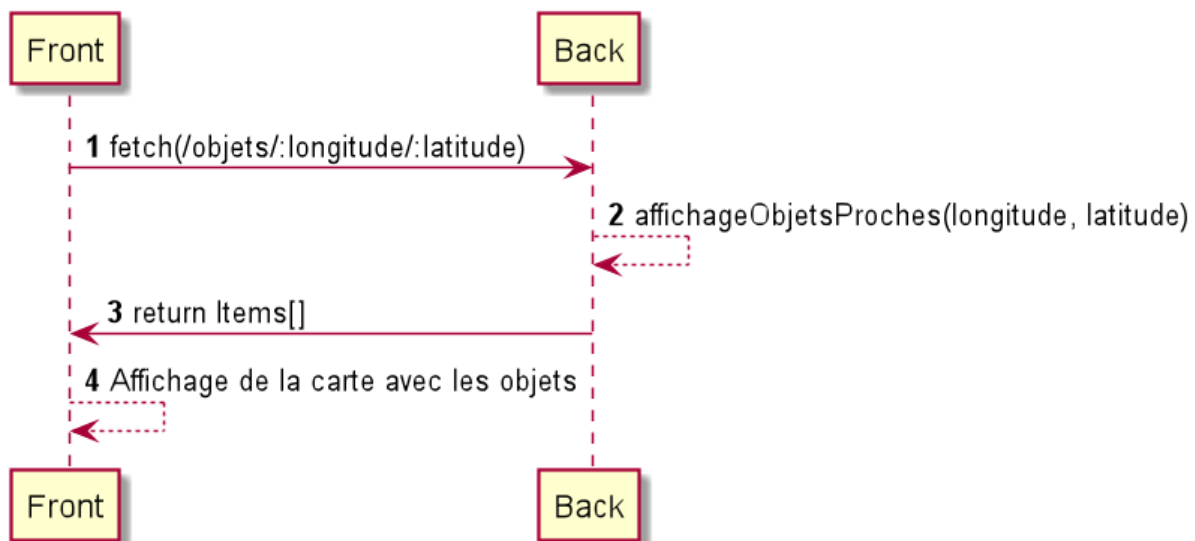 Front Back
1 fetch(/objets/:longitude/:latitude)
2 affichageObjetsProches(longitude, latitude)
3 return Items[]
4 Affichage de la carte avec les objets
Front Back